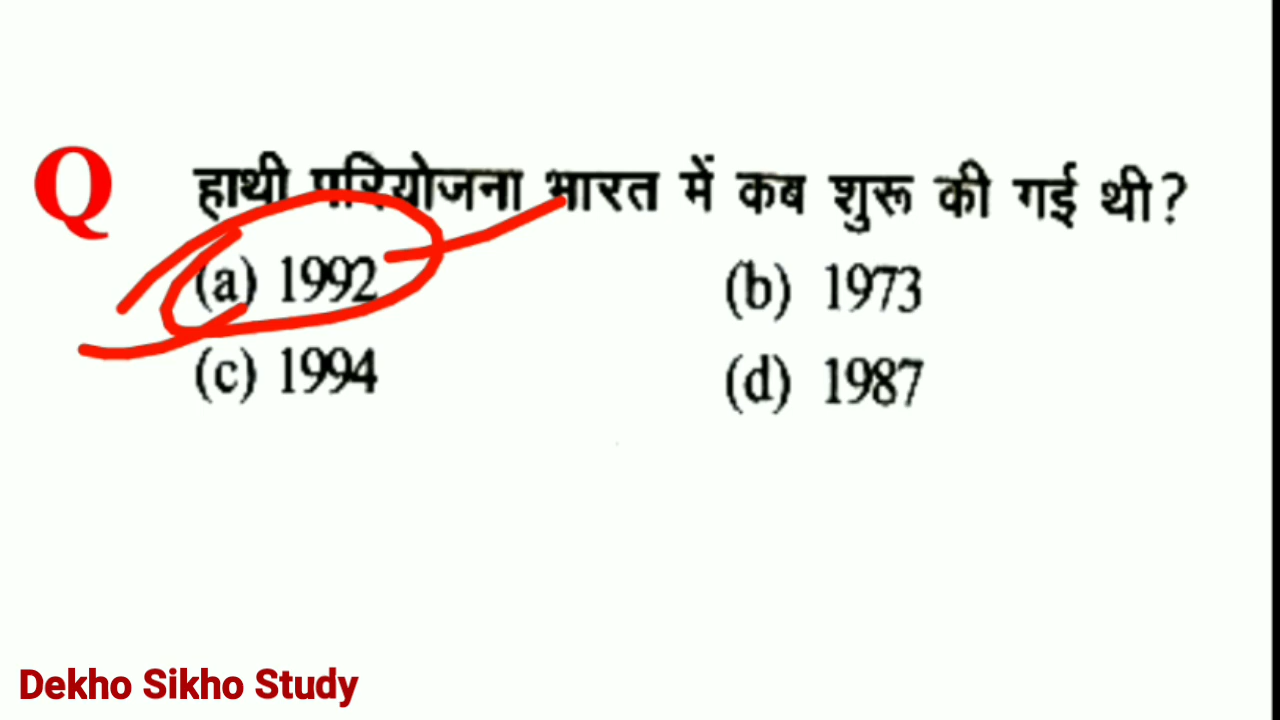 Q हाथी परियोजना भारत में कब शुरू की गई थी?
(a) 1992 (b) 1973
(c) 1994 (d) 1987
Dekho Sikho Study